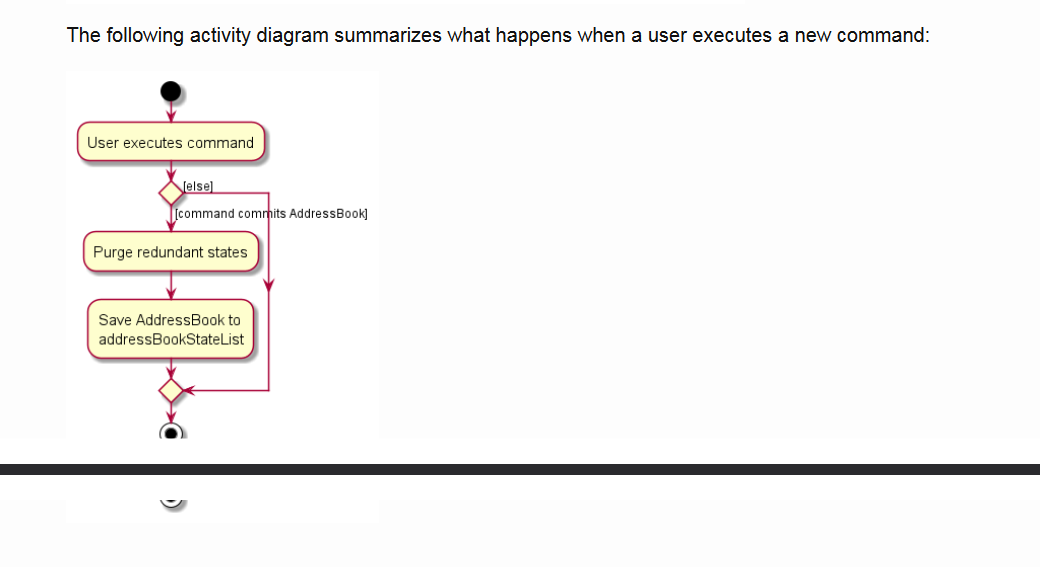 The following activity diagram summarizes what happens when a user executes a new command:
User executes command
[else]
[command commits AddressBook]
Purge redundant states
Save AddressBook to
addressBookStateList